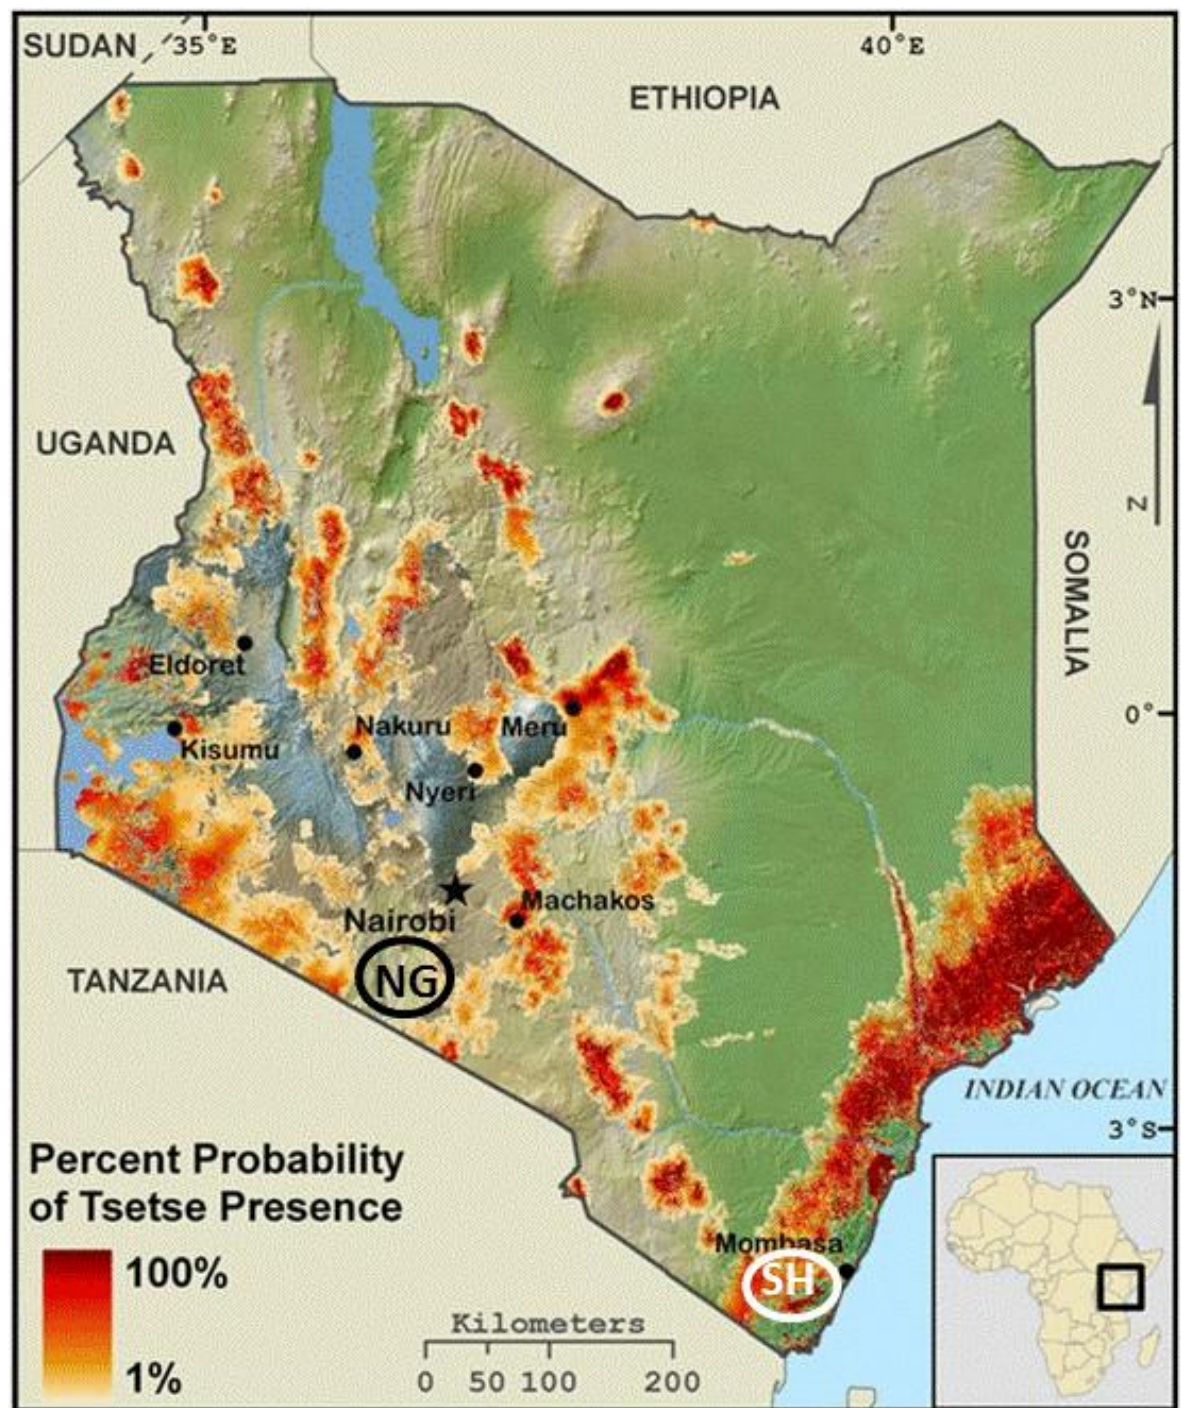 SUDAN
35°E
40°E
ETHIOPIA
3°N
UGANDA
N
SOMALIA
Eldoret
0°
Nakuru
Meru
Kisumu
Nyeri
Machakos
Nairobi
NG
TANZANIA
INDIAN OCEAN
3°S
Percent Probability
of Tsetse Presence
Mombasa
100%
SH
Kilometers
1%
0 50 100 200